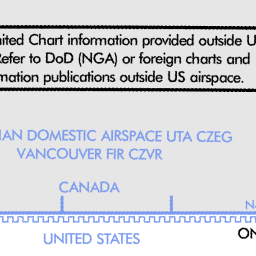 ited Chart information provided outside U
Refer to DoD (NGA) or foreign charts and
mation publications outside US airspace.
IAN DOMESTIC AIRSPACE UTA CZEG
VANCOUVER FIR CZVR
CANADA
N
UNITED STATES
ON